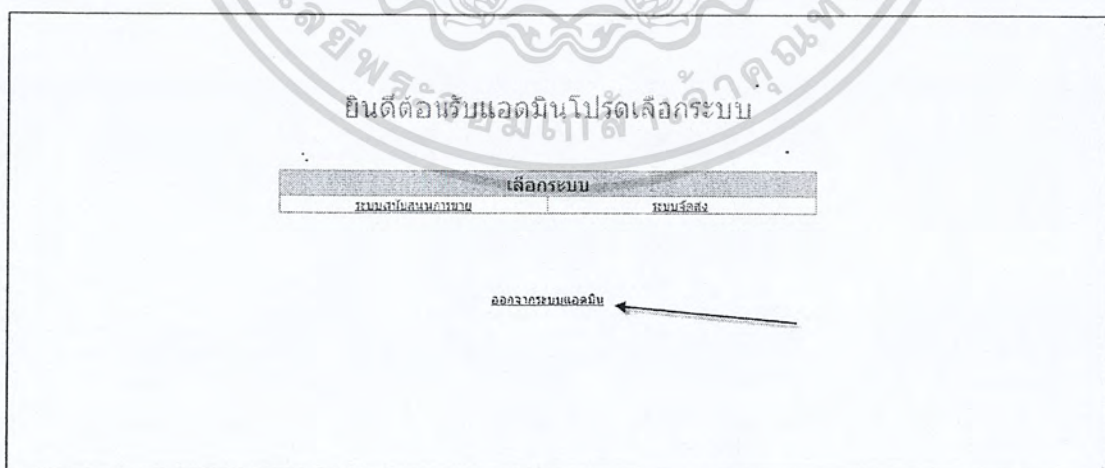 ยินดีต้อนรับแอดมินโปรดเลือกระบบ
เลือกระบบ
ระบบสนับสนุนการขาย ระบบจัดส่ง
ออกจากระบบแอดมิน